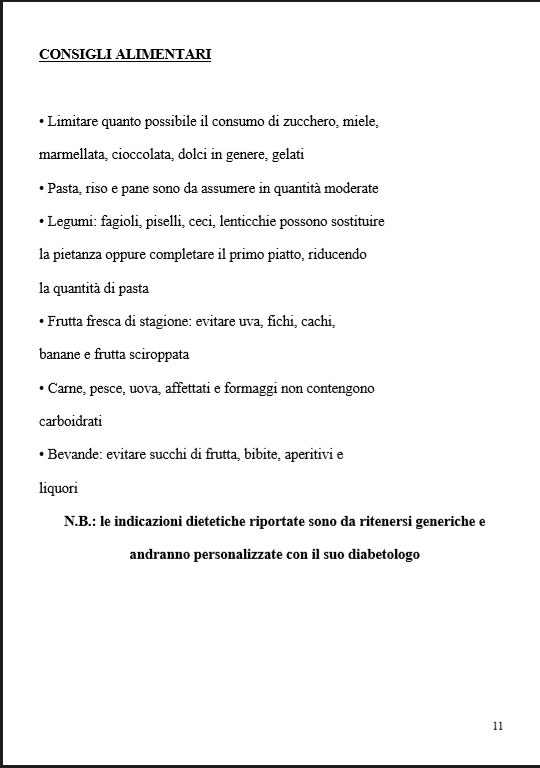 CONSIGLI ALIMENTARI
• Limitare quanto possibile il consumo di zucchero, miele,
marmellata, cioccolata, dolci in genere, gelati
• Pasta, riso e pane sono da assumere in quantità moderate
• Legumi: fagioli, piselli, ceci, lenticchie possono sostituire
la pietanza oppure completare il primo piatto, riducendo
la quantità di pasta
• Frutta fresca di stagione: evitare uva, fichi, cachi,
banane e frutta sciroppata
• Carne, pesce, uova, affettati e formaggi non contengono
carboidrati
• Bevande: evitare succhi di frutta, bibite, aperitivi e
liquori
N.B.: le indicazioni dietetiche riportate sono da ritenersi generiche e
andranno personalizzate con il suo diabetologo
11